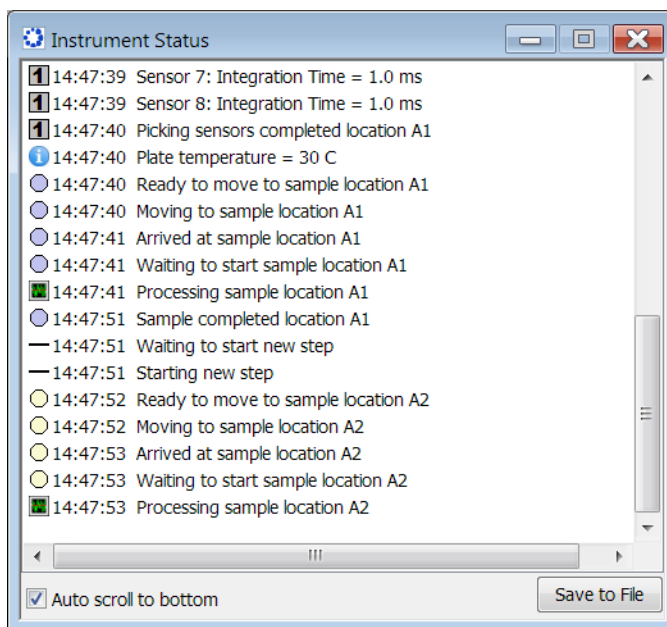 Instrument Status
1 14:47:39 Sensor 7: Integration Time = 1.0 ms
1 14:47:39 Sensor 8: Integration Time = 1.0 ms
1 14:47:40 Picking sensors completed location A1
i 14:47:40 Plate temperature = 30 C
14:47:40 Ready to move to sample location A1
14:47:40 Moving to sample location A1
14:47:41 Arrived at sample location A1
14:47:41 Waiting to start sample location A1
14:47:41 Processing sample location A1
14:47:51 Sample completed location A1
14:47:51 Waiting to start new step
14:47:51 Starting new step
14:47:52 Ready to move to sample location A2
14:47:52 Moving to sample location A2
14:47:53 Arrived at sample location A2
14:47:53 Waiting to start sample location A2
14:47:53 Processing sample location A2
Auto scroll to bottom
Save to File